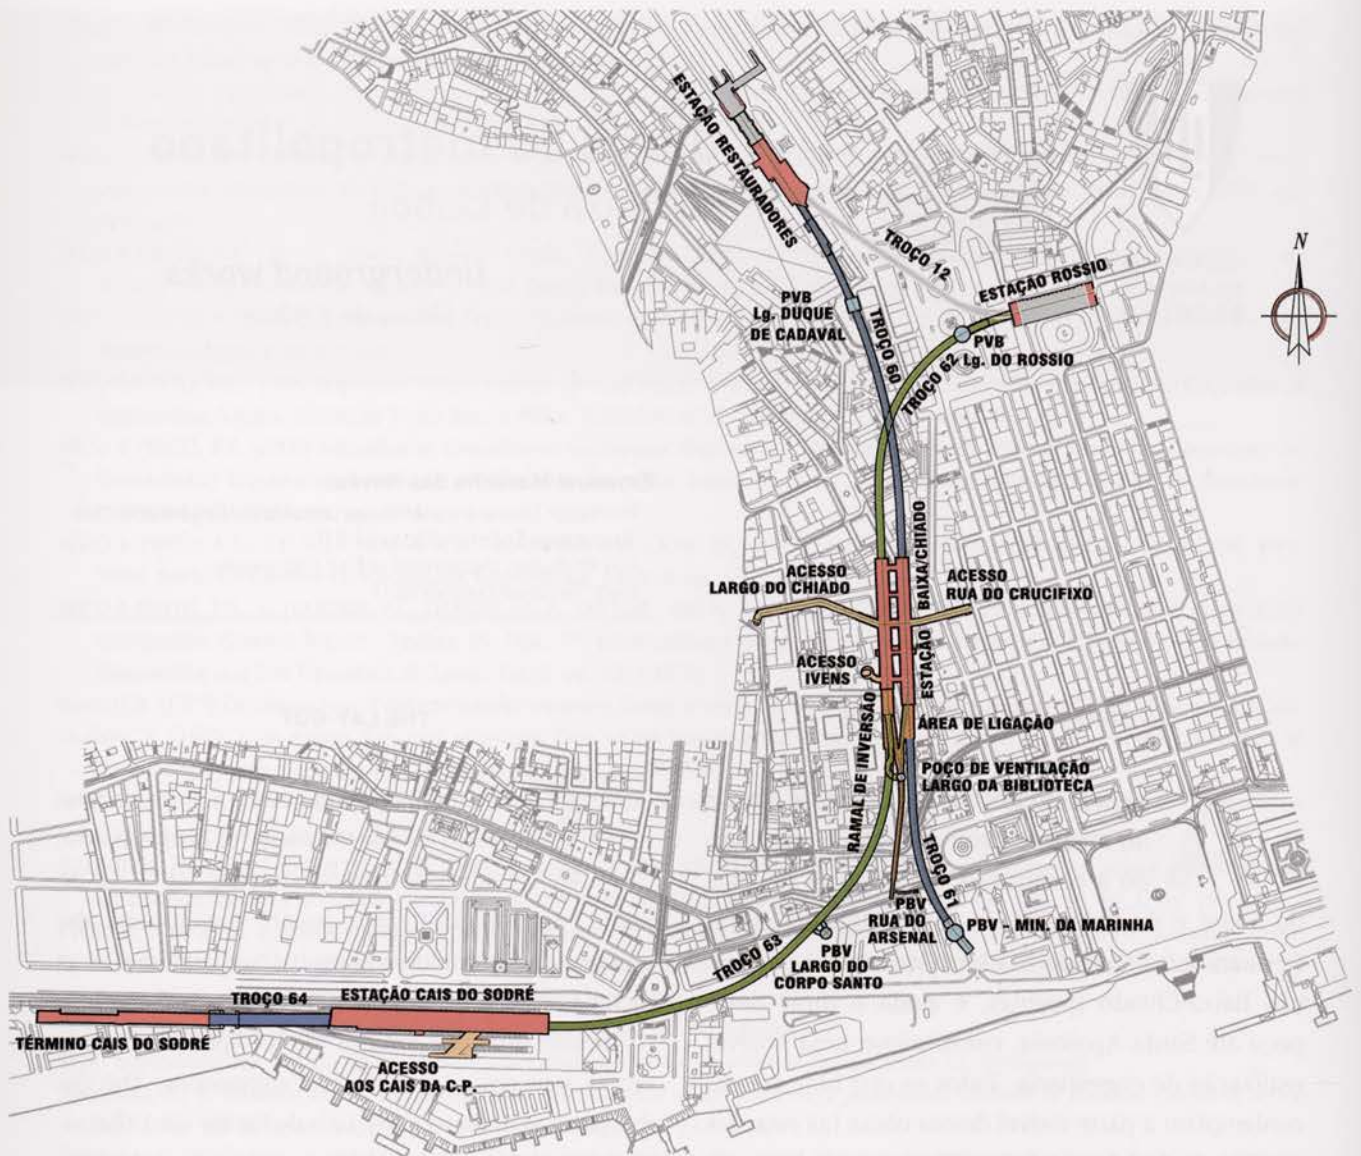 ESTAÇÃO RESTAURADORES
TROÇO 12
ESTAÇÃO ROSSIO
N
PVB
Lg. DUQUE
DE CADAVAL
TROÇO 60
TROÇO 62
PVB
Lg. DO ROSSIO
ACESSO
LARGO DO CHIADO
ESTAÇÃO BAIXA/CHIADO
ACESSO
RUA DO CRUCIFIXO
ACESSO
IVENS
RAMAL DE INVERSÃO
ÁREA DE LIGAÇÃO
POÇO DE VENTILAÇÃO
LARGO DA BIBLIOTECA
TROÇO 61
PBV
RUA DO
ARSENAL
PBV - MIN. DA MARINHA
TROÇO 63
PBV
LARGO DO
CORPO SANTO
TROÇO 64
ESTAÇÃO CAIS DO SODRÉ
TÉRMINO CAIS DO SODRÉ
ACESSO
AOS CAIS DA C.P.